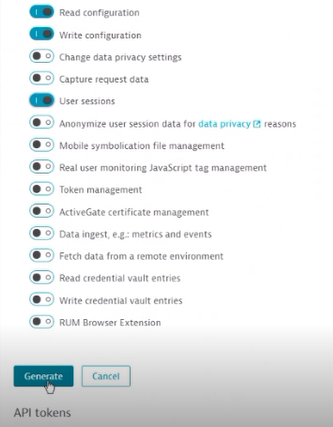 Read configuration
Write configuration
Change data privacy settings
Capture request data
User sessions
Anonymize user session data for data privacy reasons
Mobile symbolication file management
Real user monitoring JavaScript tag management
Token management
ActiveGate certificate management
Data ingest, e.g.: metrics and events
Fetch data from a remote environment
Read credential vault entries
Write credential vault entries
RUM Browser Extension
Generate Cancel
API tokens